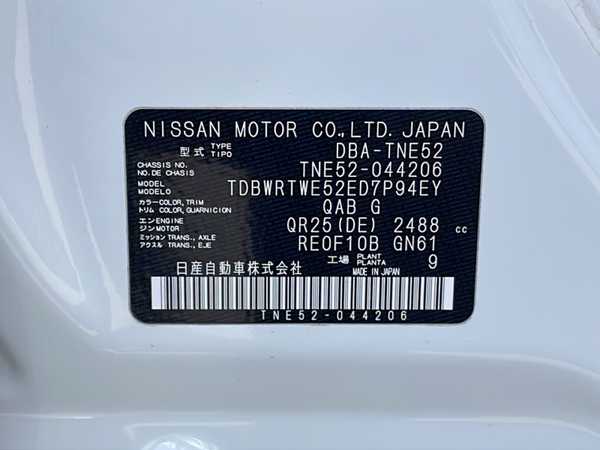 NISSAN MOTOR CO.,LTD. JAPAN
型式 TYPE TIPO DBA-TNE52
CHASSIS NO. NO.DE CHASIS TNE52-044206
MODEL MODELO TDBWRTWE52ED7P94EY
カラー COLOR,TRIM トリム COLOR,GUARNICION QAB G
エンジン ENGINE MOTOR QR25(DE) 2488 cc
ミッション TRANS.,AXLE アクスル TRANS.,EJE RE0F10B GN61
工場 PLANT PLANTA 9
日産自動車株式会社 MADE IN JAPAN
TNE52-044206